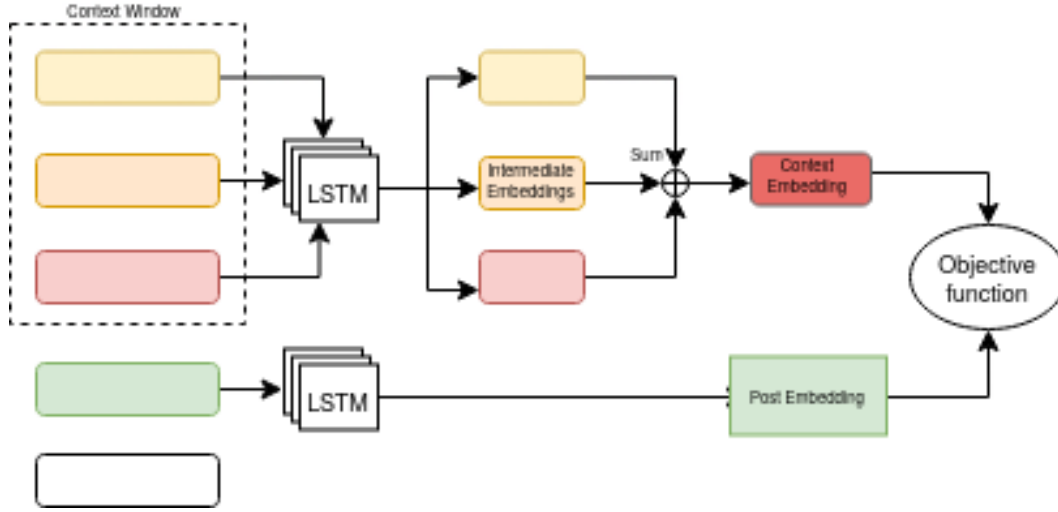 Context Window
LSTM
Intermediate
Embeddings
Sum
Context
Embedding
Objective
function
LSTM
Post Embedding